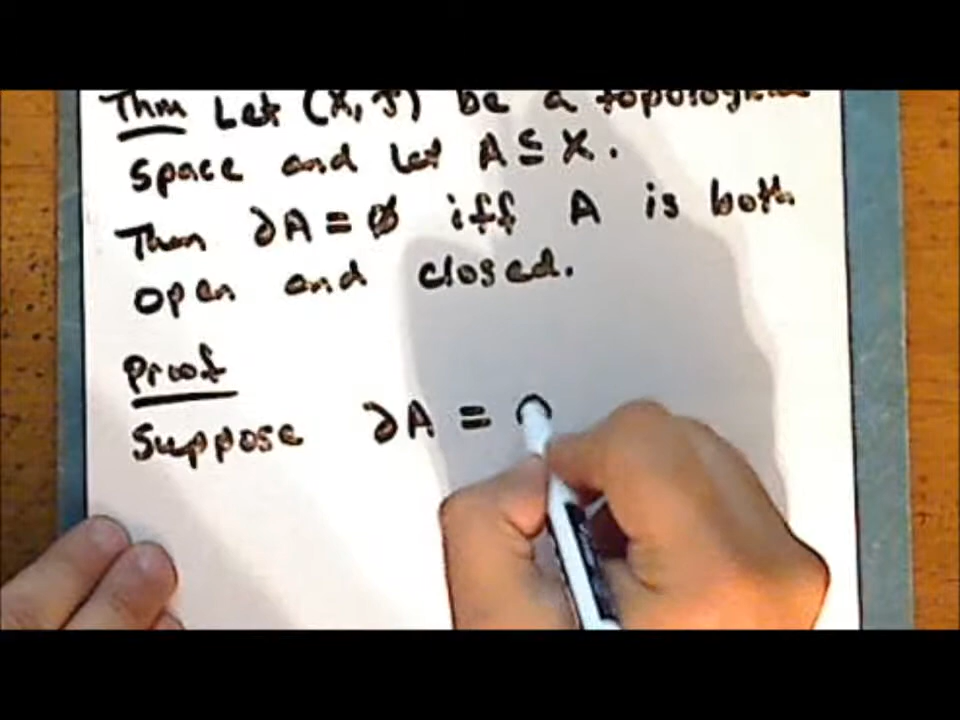 Thm Let (X, T) be a topological
space and let A ⊆ X.
Then ∂A = ∅ iff A is both
open and closed.
Proof
Suppose ∂A =